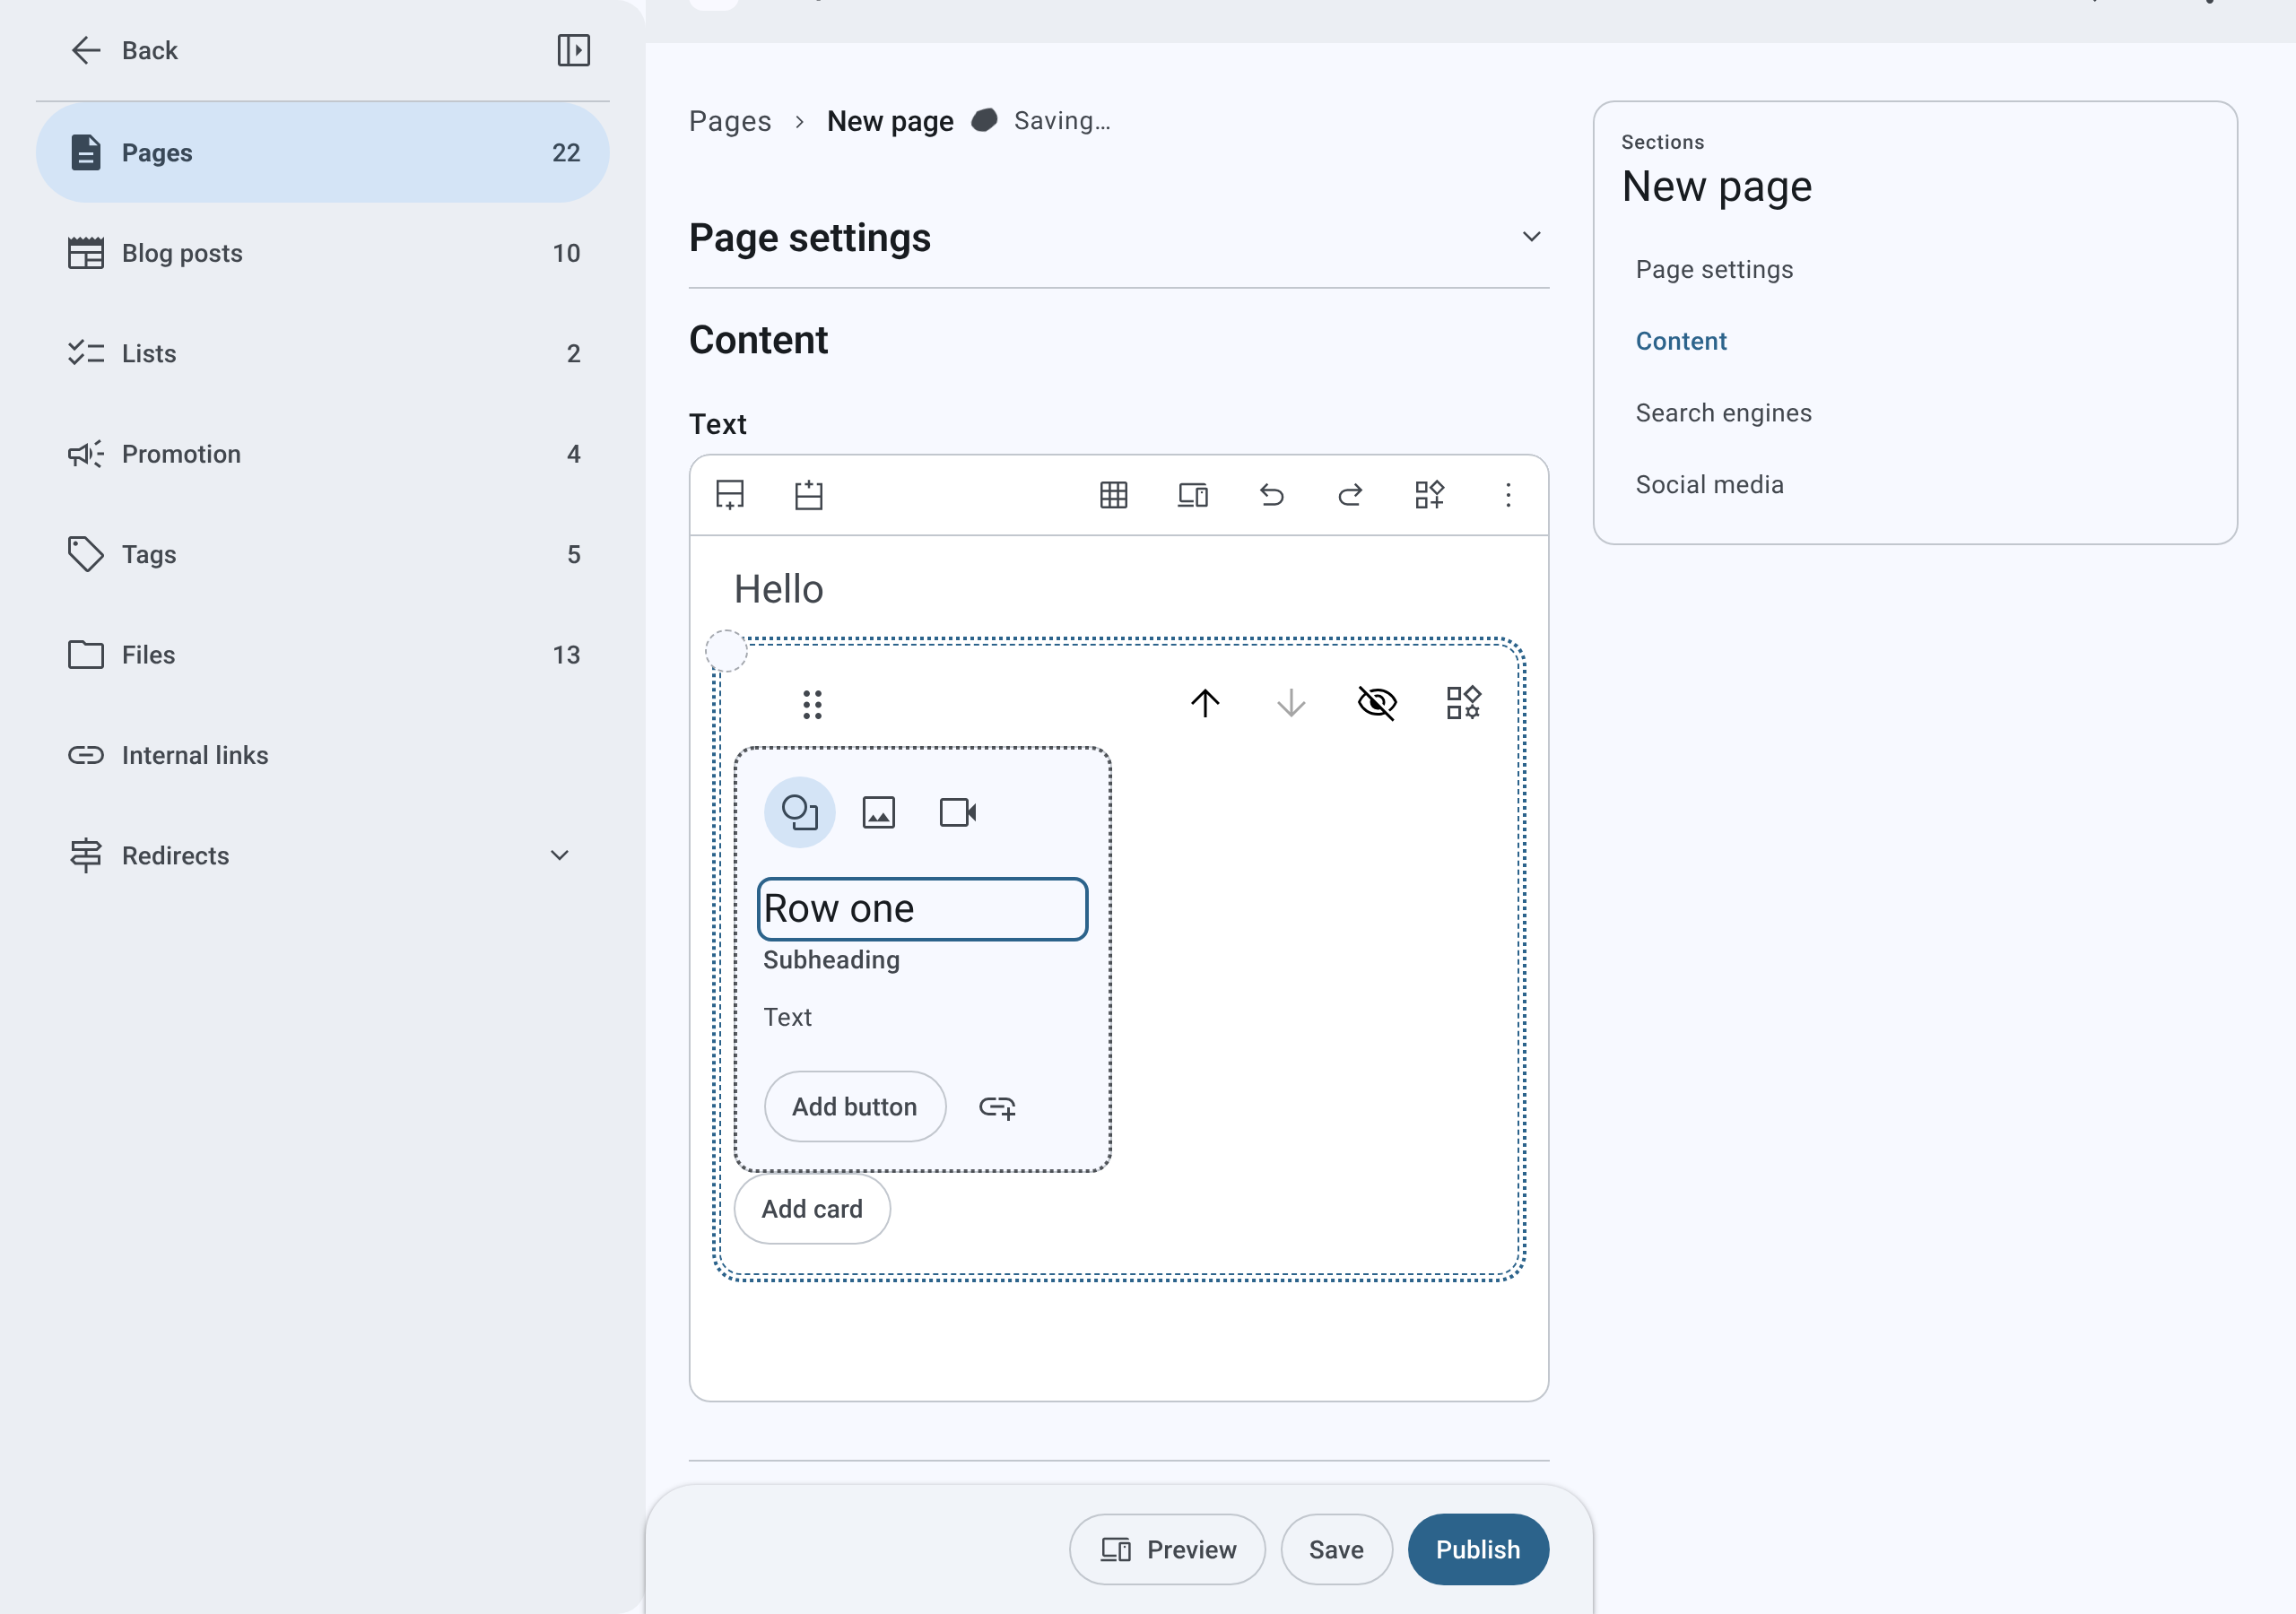 Back
Pages 22
Blog posts 10
Lists 2
Promotion 4
Tags 5
Files 13
Internal links
Redirects
Pages › New page Saving…
Page settings
Content
Text
Hello
Row one
Subheading
Text
Add button
Add card
Preview Save Publish
Sections
New page
Page settings
Content
Search engines
Social media